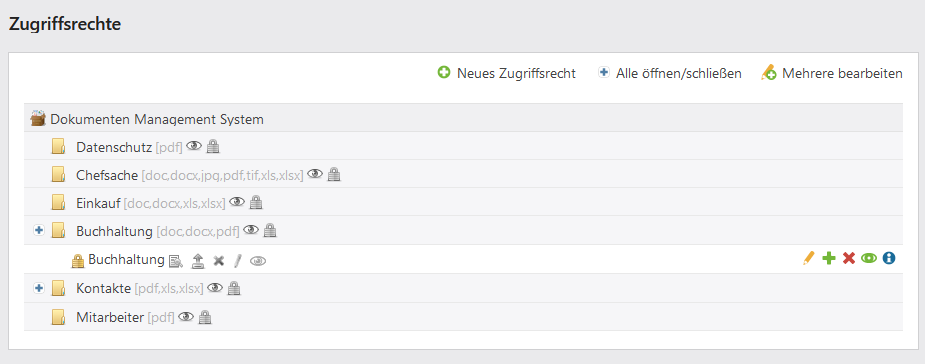 Zugriffsrechte
Neues Zugriffsrecht Alle öffnen/schließen Mehrere bearbeiten
Dokumenten Management System
Datenschutz [pdf]
Chefsache [doc,docx,jpg,pdf,tif,xls,xlsx]
Einkauf [doc,docx,xls,xlsx]
Buchhaltung [doc,docx,pdf]
Buchhaltung
Kontakte [pdf,xls,xlsx]
Mitarbeiter [pdf]